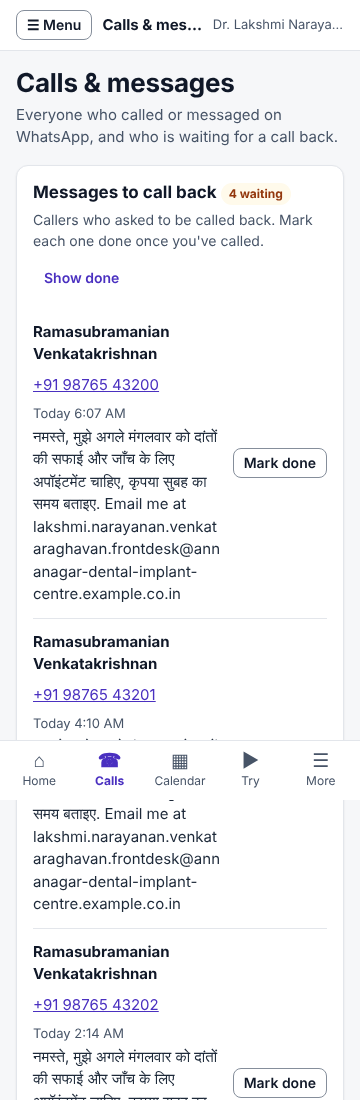 ☰ Menu
Calls & mes...
Dr. Lakshmi Naraya...
Calls & messages
Everyone who called or messaged on
WhatsApp, and who is waiting for a call back.
Messages to call back
4 waiting
Callers who asked to be called back. Mark
each one done once you've called.
Show done
Ramasubramanian
Venkatakrishnan
+91 98765 43200
Today 6:07 AM
नमस्ते, मुझे अगले मंगलवार को दांतों
की सफाई और जाँच के लिए
अपॉइंटमेंट चाहिए, कृपया सुबह का
समय बताइए. Email me at
lakshmi.narayanan.venkat
araghavan.frontdesk@ann
anagar-dental-implant-
centre.example.co.in
Mark done
Ramasubramanian
Venkatakrishnan
+91 98765 43201
Today 4:10 AM
Home
Calls
Calendar
Try
More
समय बताइए. Email me at
lakshmi.narayanan.venkat
araghavan.frontdesk@ann
anagar-dental-implant-
centre.example.co.in
Ramasubramanian
Venkatakrishnan
+91 98765 43202
Today 2:14 AM
नमस्ते, मुझे अगले मंगलवार को दांतों
की सफाई और जाँच के लिए
Mark done